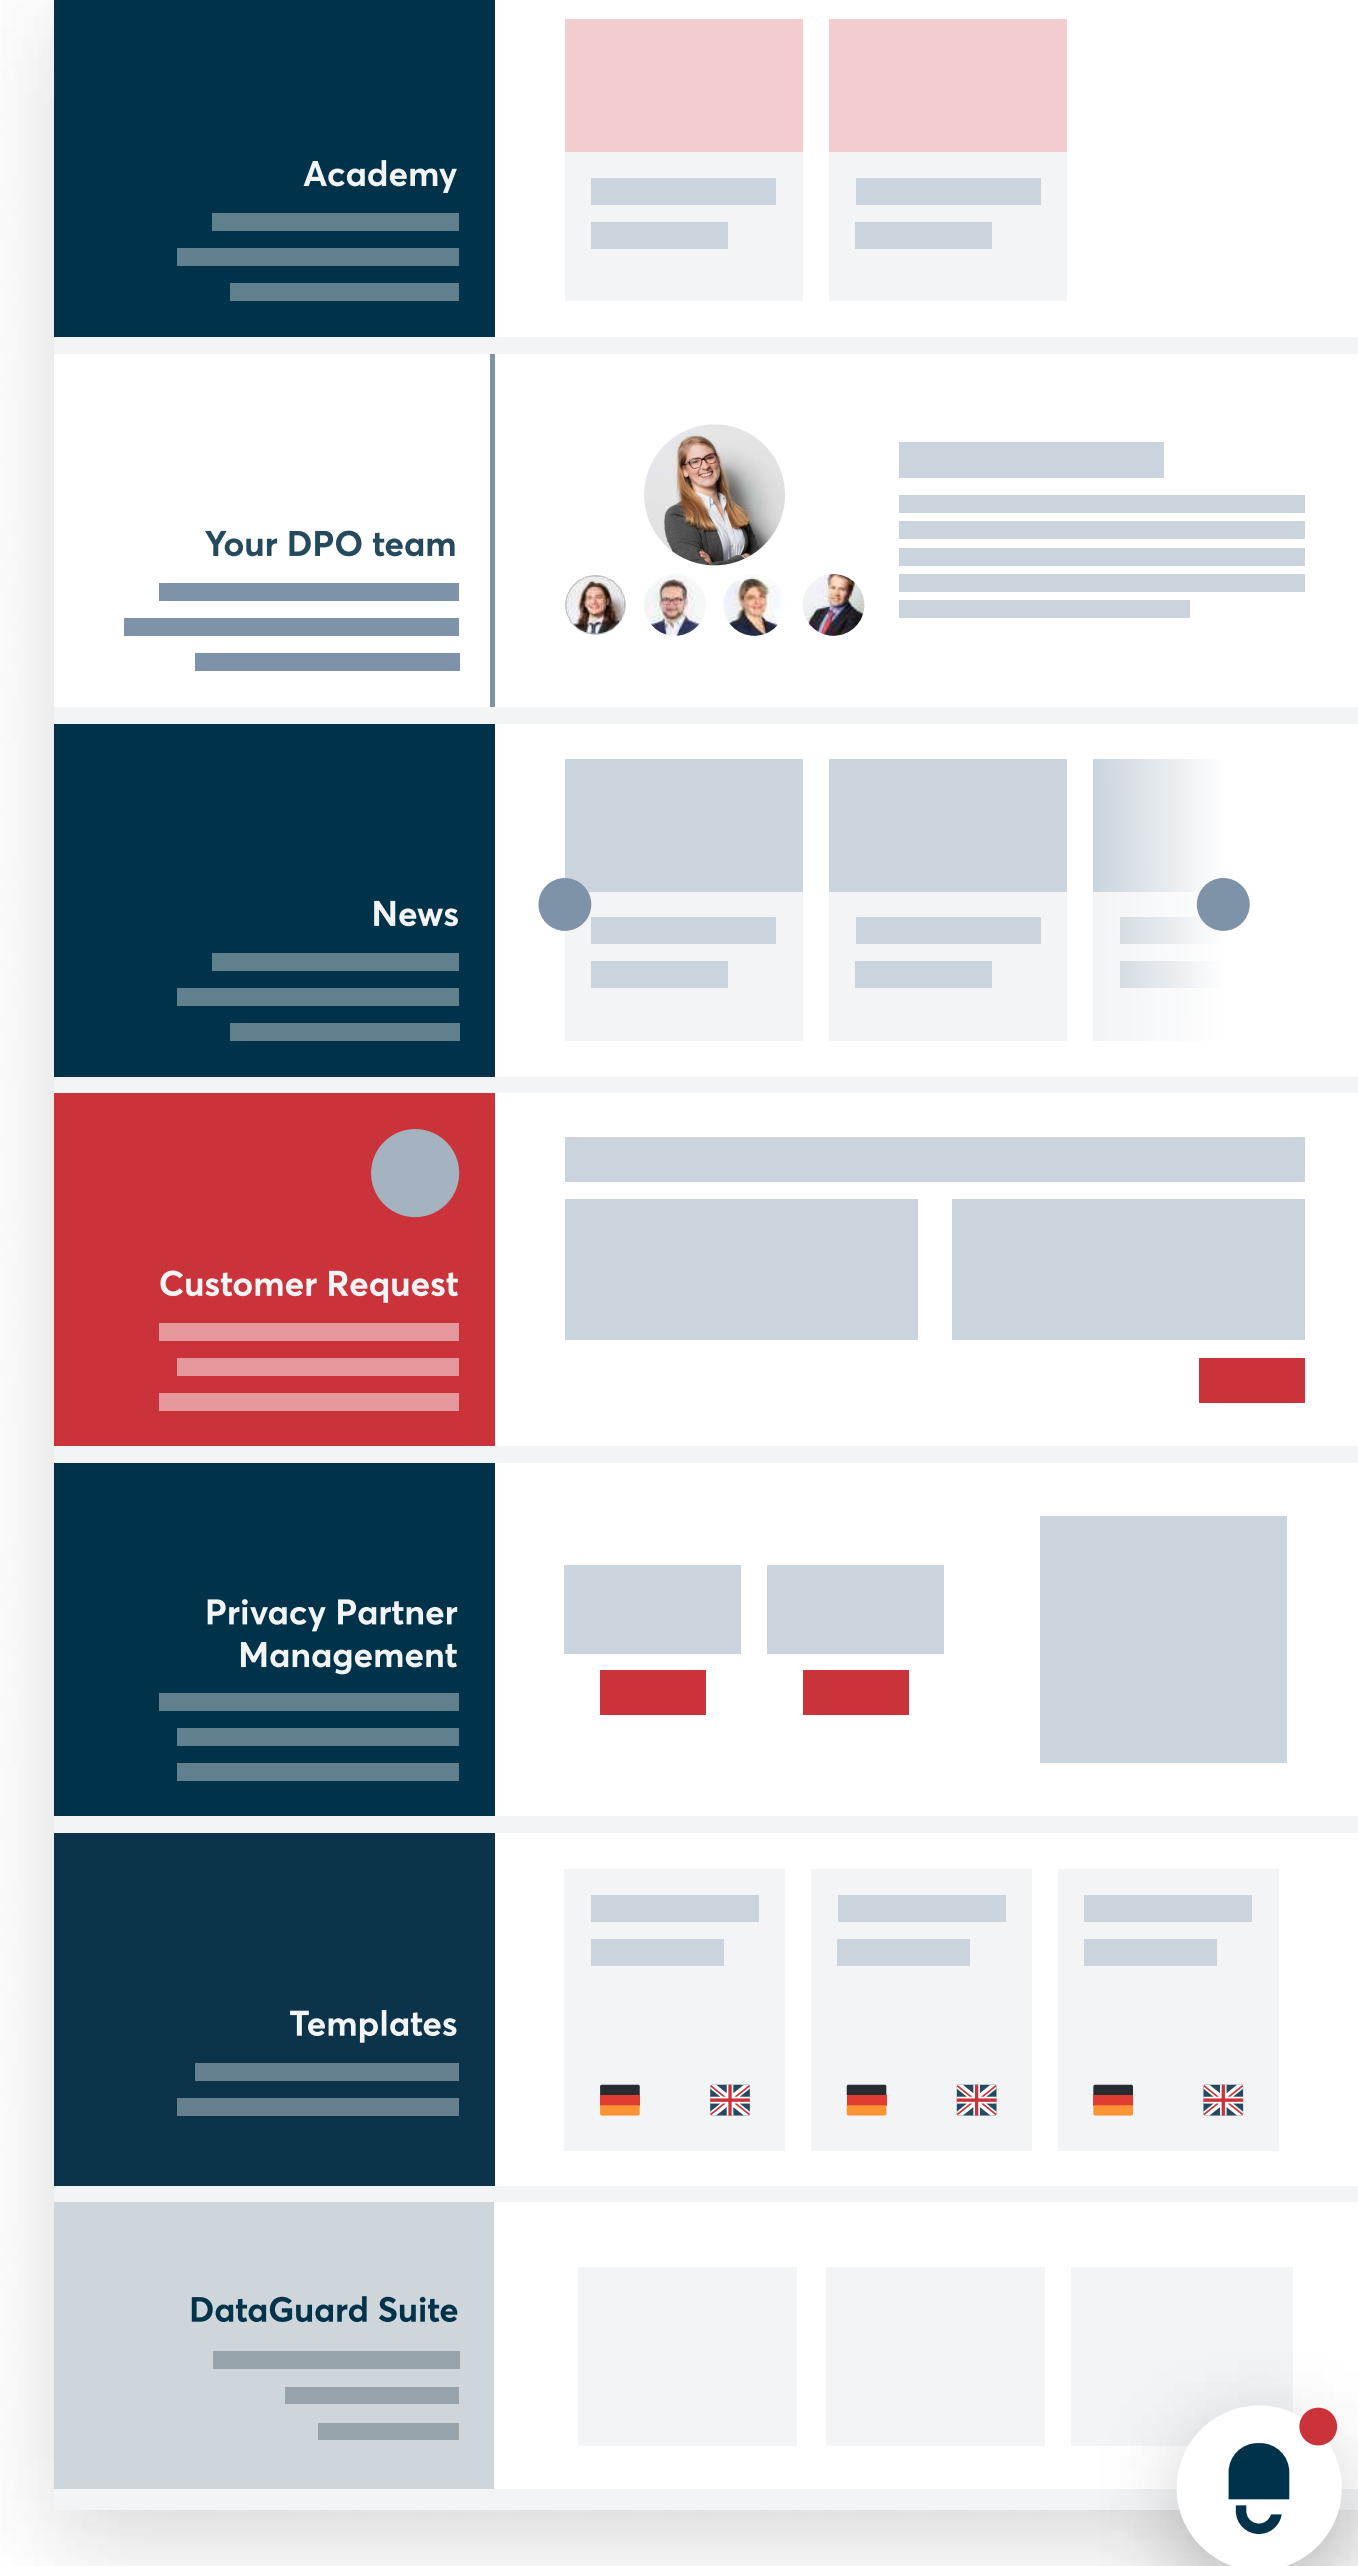 Academy
Your DPO team
News
Customer Request
Privacy Partner
Management
Templates
DataGuard Suite